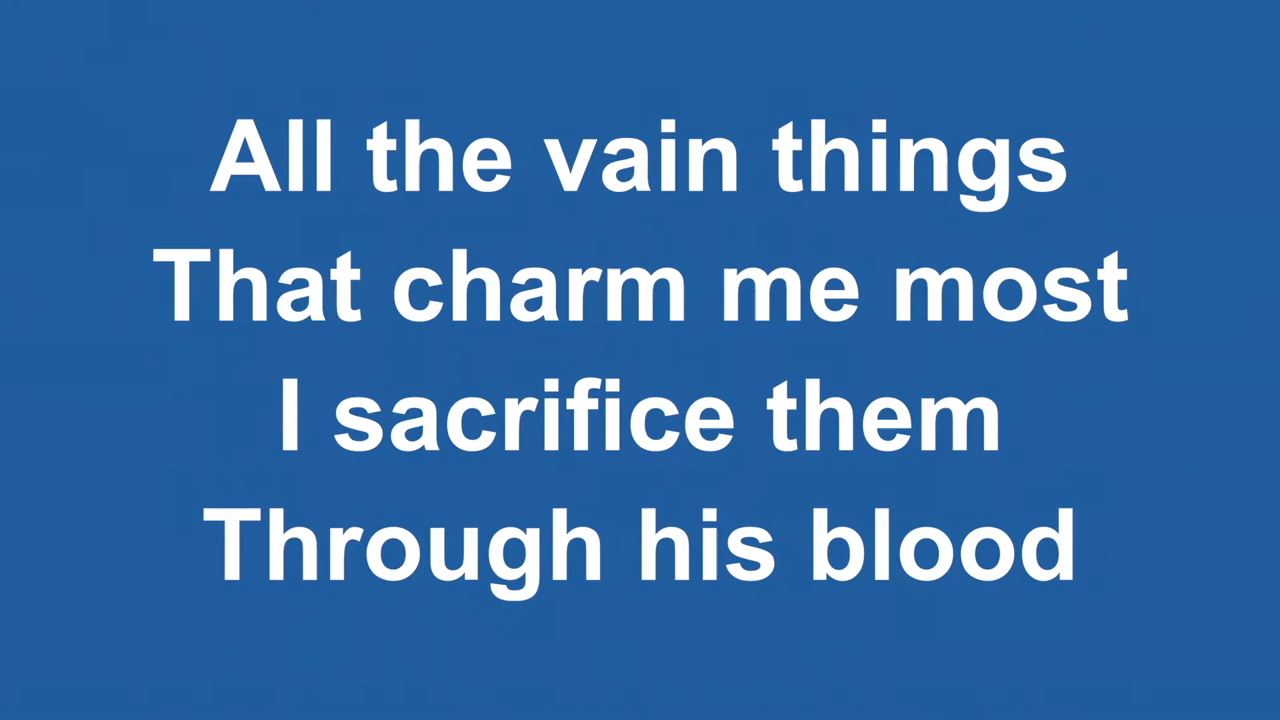 All the vain things
That charm me most
I sacrifice them
Through his blood